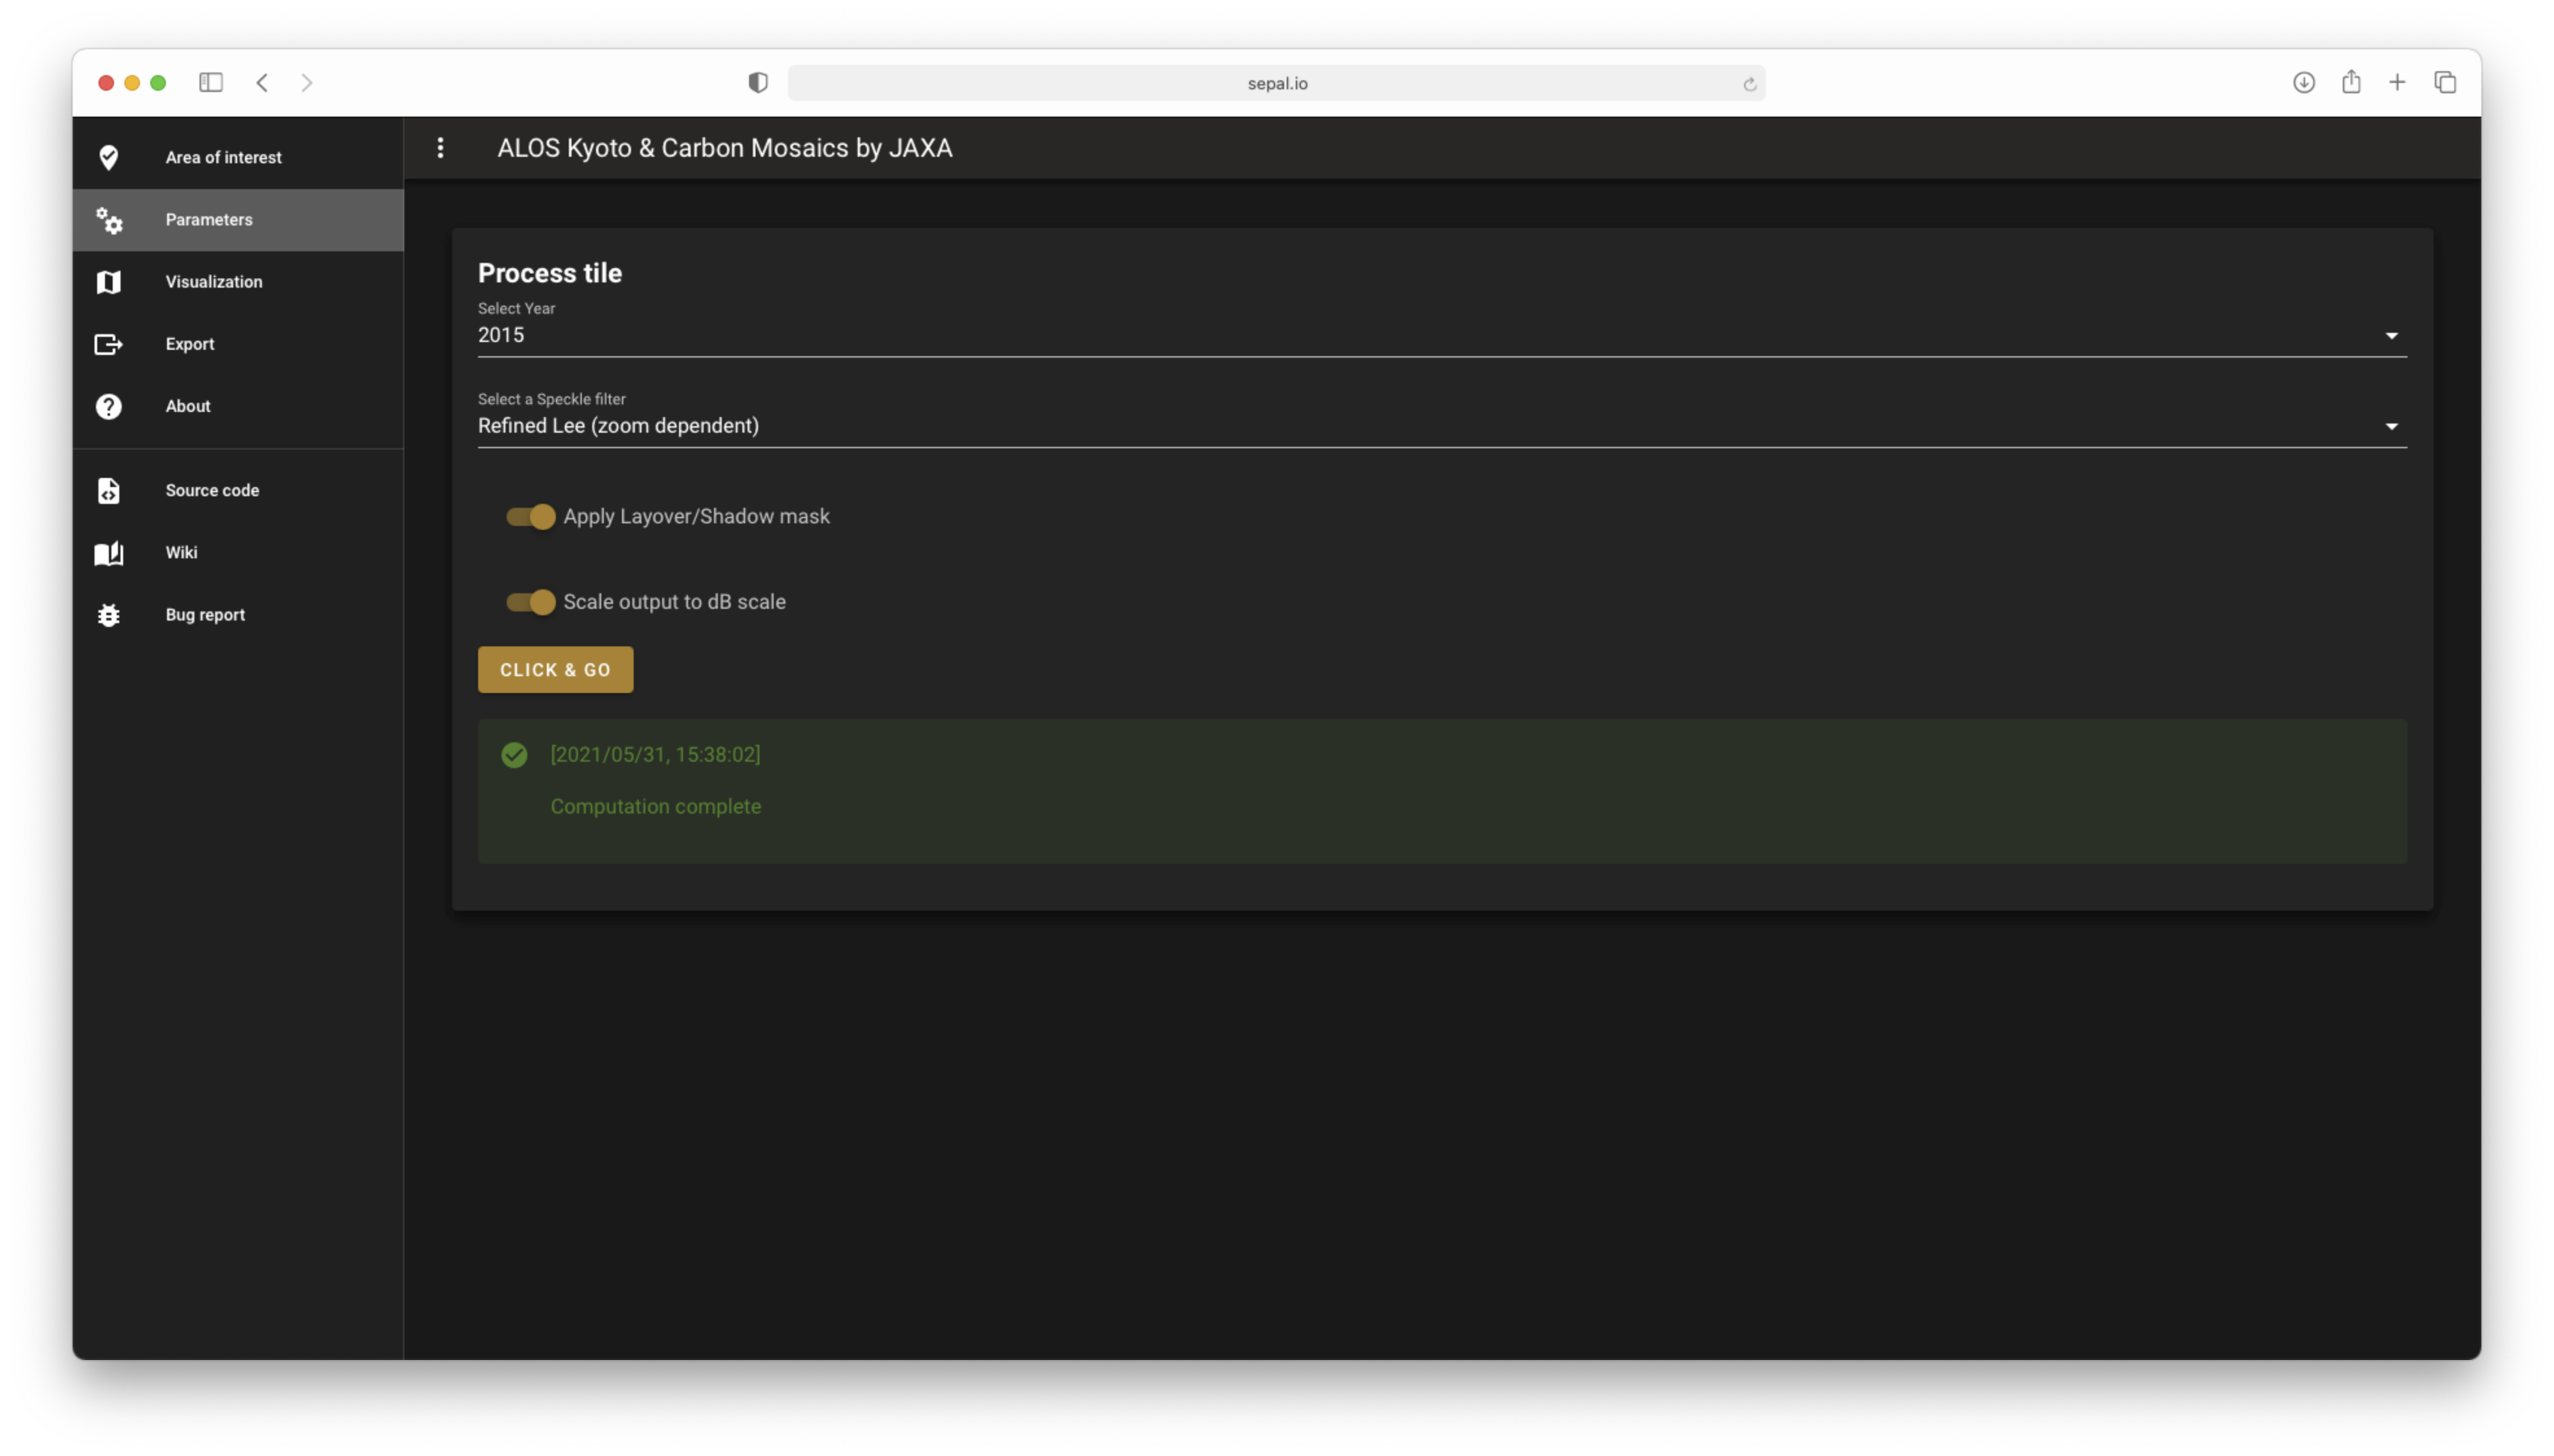 sepal.io
Area of interest
Parameters
Visualization
Export
About
Source code
Wiki
Bug report
ALOS Kyoto & Carbon Mosaics by JAXA
Process tile
Select Year
2015
Select a Speckle filter
Refined Lee (zoom dependent)
Apply Layover/Shadow mask
Scale output to dB scale
CLICK & GO
[2021/05/31, 15:38:02]
Computation complete